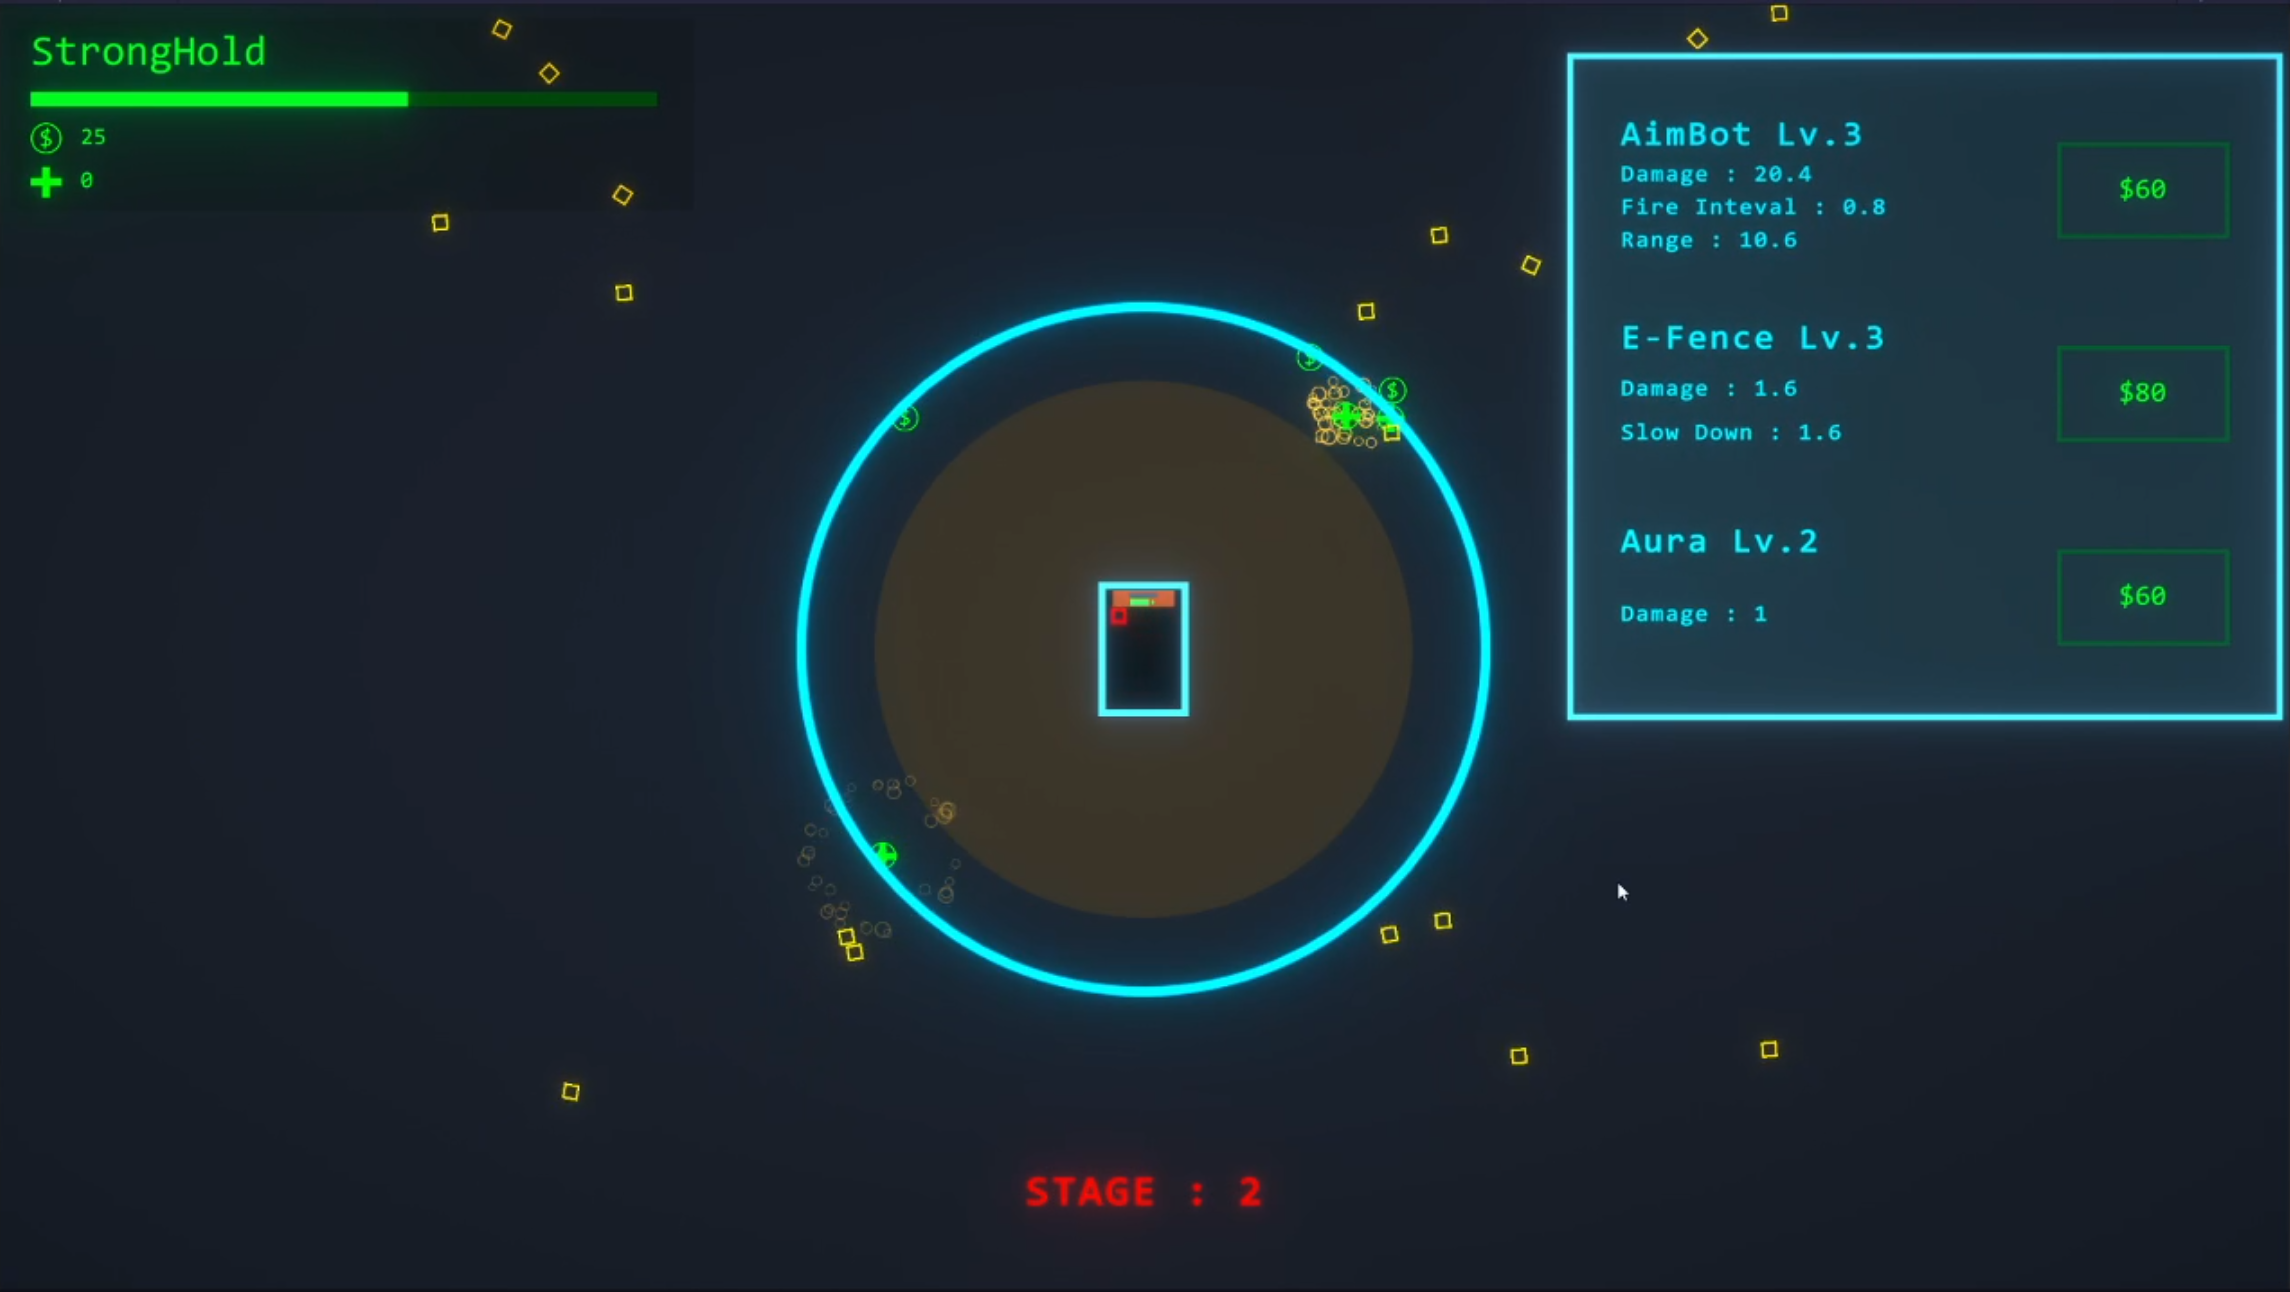 StrongHold
$ 25
0
AimBot Lv.3
Damage : 20.4
Fire Inteval : 0.8
Range : 10.6
$60
E-Fence Lv.3
Damage : 1.6
Slow Down : 1.6
$80
Aura Lv.2
Damage : 1
$60
$
$
$
STAGE : 2